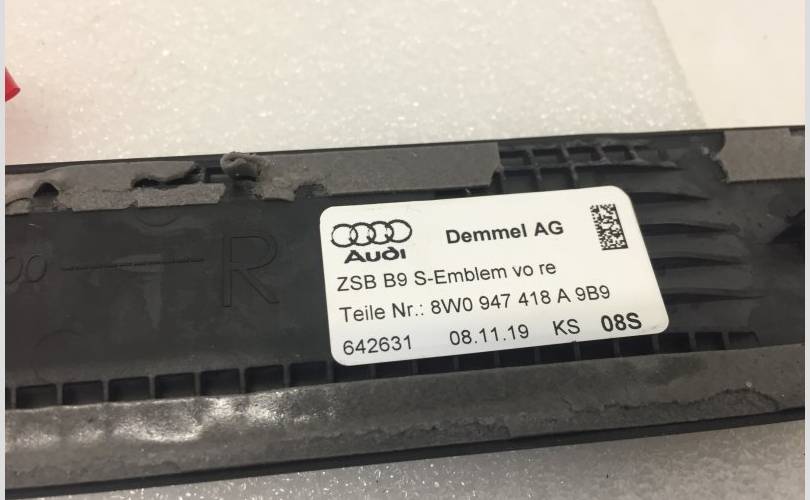 R
Audi
Demmel AG
ZSB B9 S-Emblem vo re
Teile Nr.: 8W0 947 418 A 9B9
642631 08.11.19 KS 08S